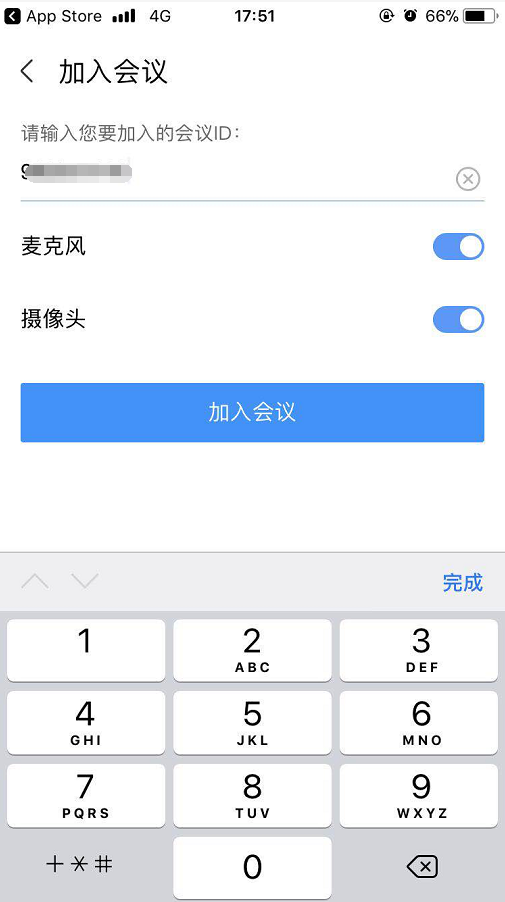 App Store 4G 17:51 66%
加入会议
请输入您要加入的会议ID：
9
麦克风
摄像头
加入会议
完成
1 2 3
ABC DEF
4 5 6
GHI JKL MNO
7 8 9
PQRS TUV WXYZ
+*# 0